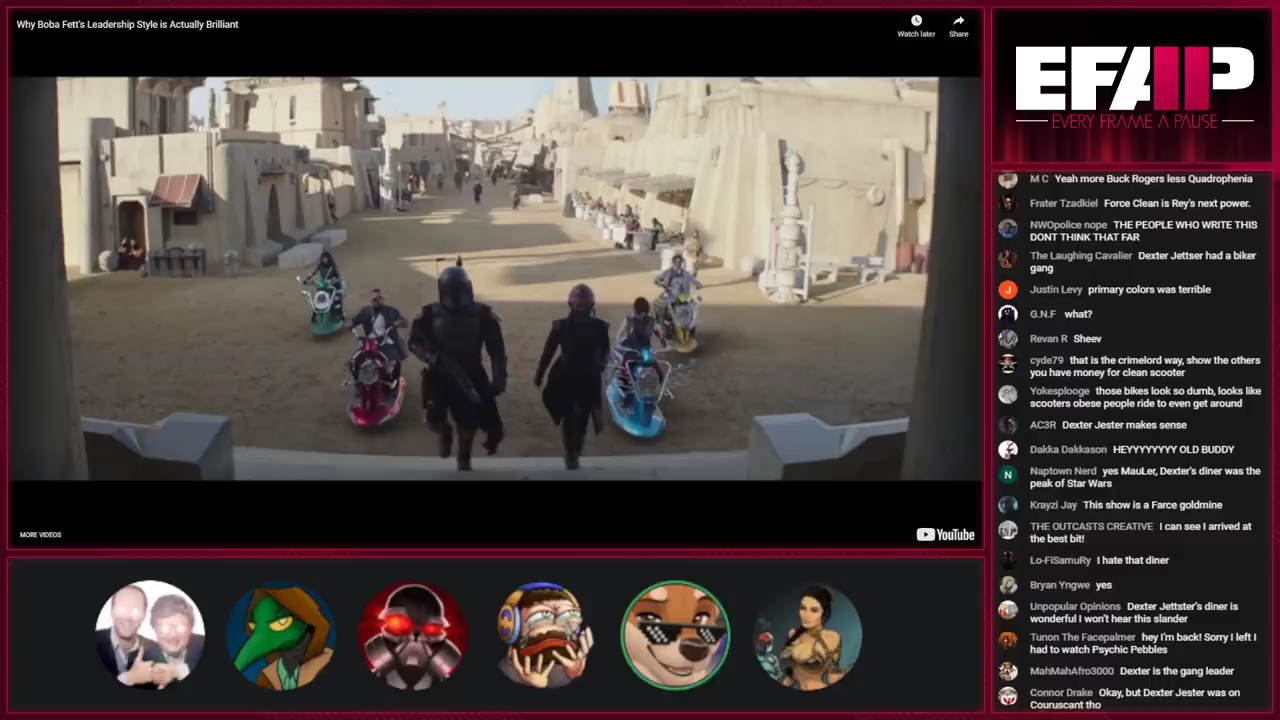 Why Boba Fett's Leadership Style is Actually Brilliant
Watch later
Share
MORE VIDEOS
YouTube
EFAP
EVERY FRAME A PAUSE
M C Yeah more Buck Rogers less Quadrophenia
Frater Tzadkiel Force Clean is Rey's next power.
NWOpolice nope THE PEOPLE WHO WRITE THIS
DONT THINK THAT FAR
The Laughing Cavalier Dexter Jettser had a biker
gang
J
Justin Levy primary colors was terrible
G.N.F what?
Revan R Sheev
cyde79 that is the crimelord way, show the others
you have money for clean scooter
Yokesplooge those bikes look so dumb, looks like
scooters obese people ride to even get around
AC3R Dexter Jester makes sense
Dakka Dakkason HEYYYYYYYY OLD BUDDY
N
Naptown Nerd yes MauLer, Dexter's diner was the
peak of Star Wars
Krayzi Jay This show is a Farce goldmine
THE OUTCASTS CREATIVE I can see I arrived at
the best bit!
Lo-FiSamuRy I hate that diner
Bryan Yngwe yes
Unpopular Opinions Dexter Jettster's diner is
wonderful I won't hear this slander
Tunon The Facepalmer hey I'm back! Sorry I left I
had to watch Psychic Pebbles
MahMahAfro3000 Dexter is the gang leader
Connor Drake Okay, but Dexter Jester was on
Couruscant tho